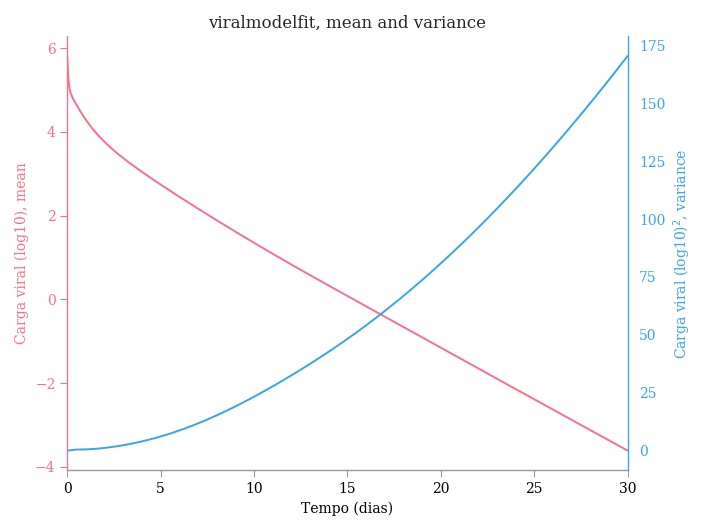 viralmodelfit, mean and variance
6
4
2
0
−2
−4
Carga viral (log10), mean
175
150
125
100
75
50
25
0
Carga viral (log10)², variance
0 5 10 15 20 25 30
Tempo (dias)